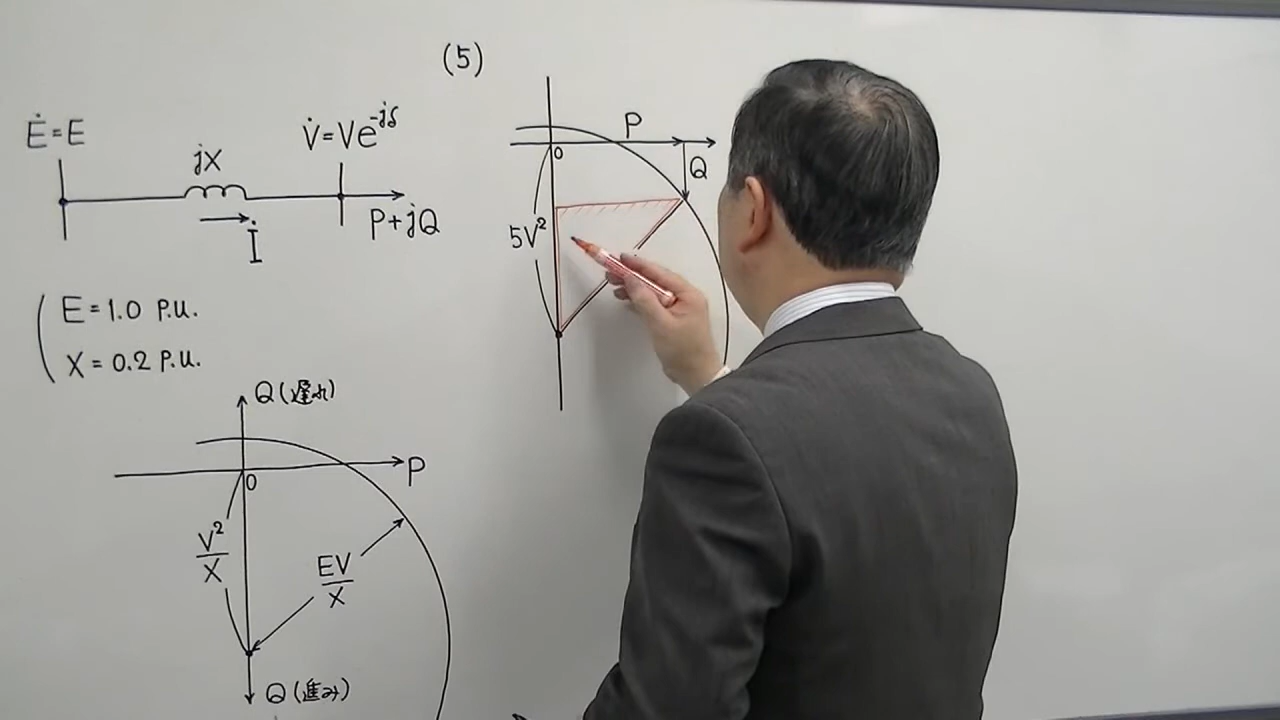 Ė=E
jX
V̇=Ve^{-jδ}
İ
P+jQ
E=1.0 P.U.
X=0.2 P.U.
Q(遅れ)
P
0
V²/X
EV/X
Q(進み)
(5)
P
0
Q
5V²